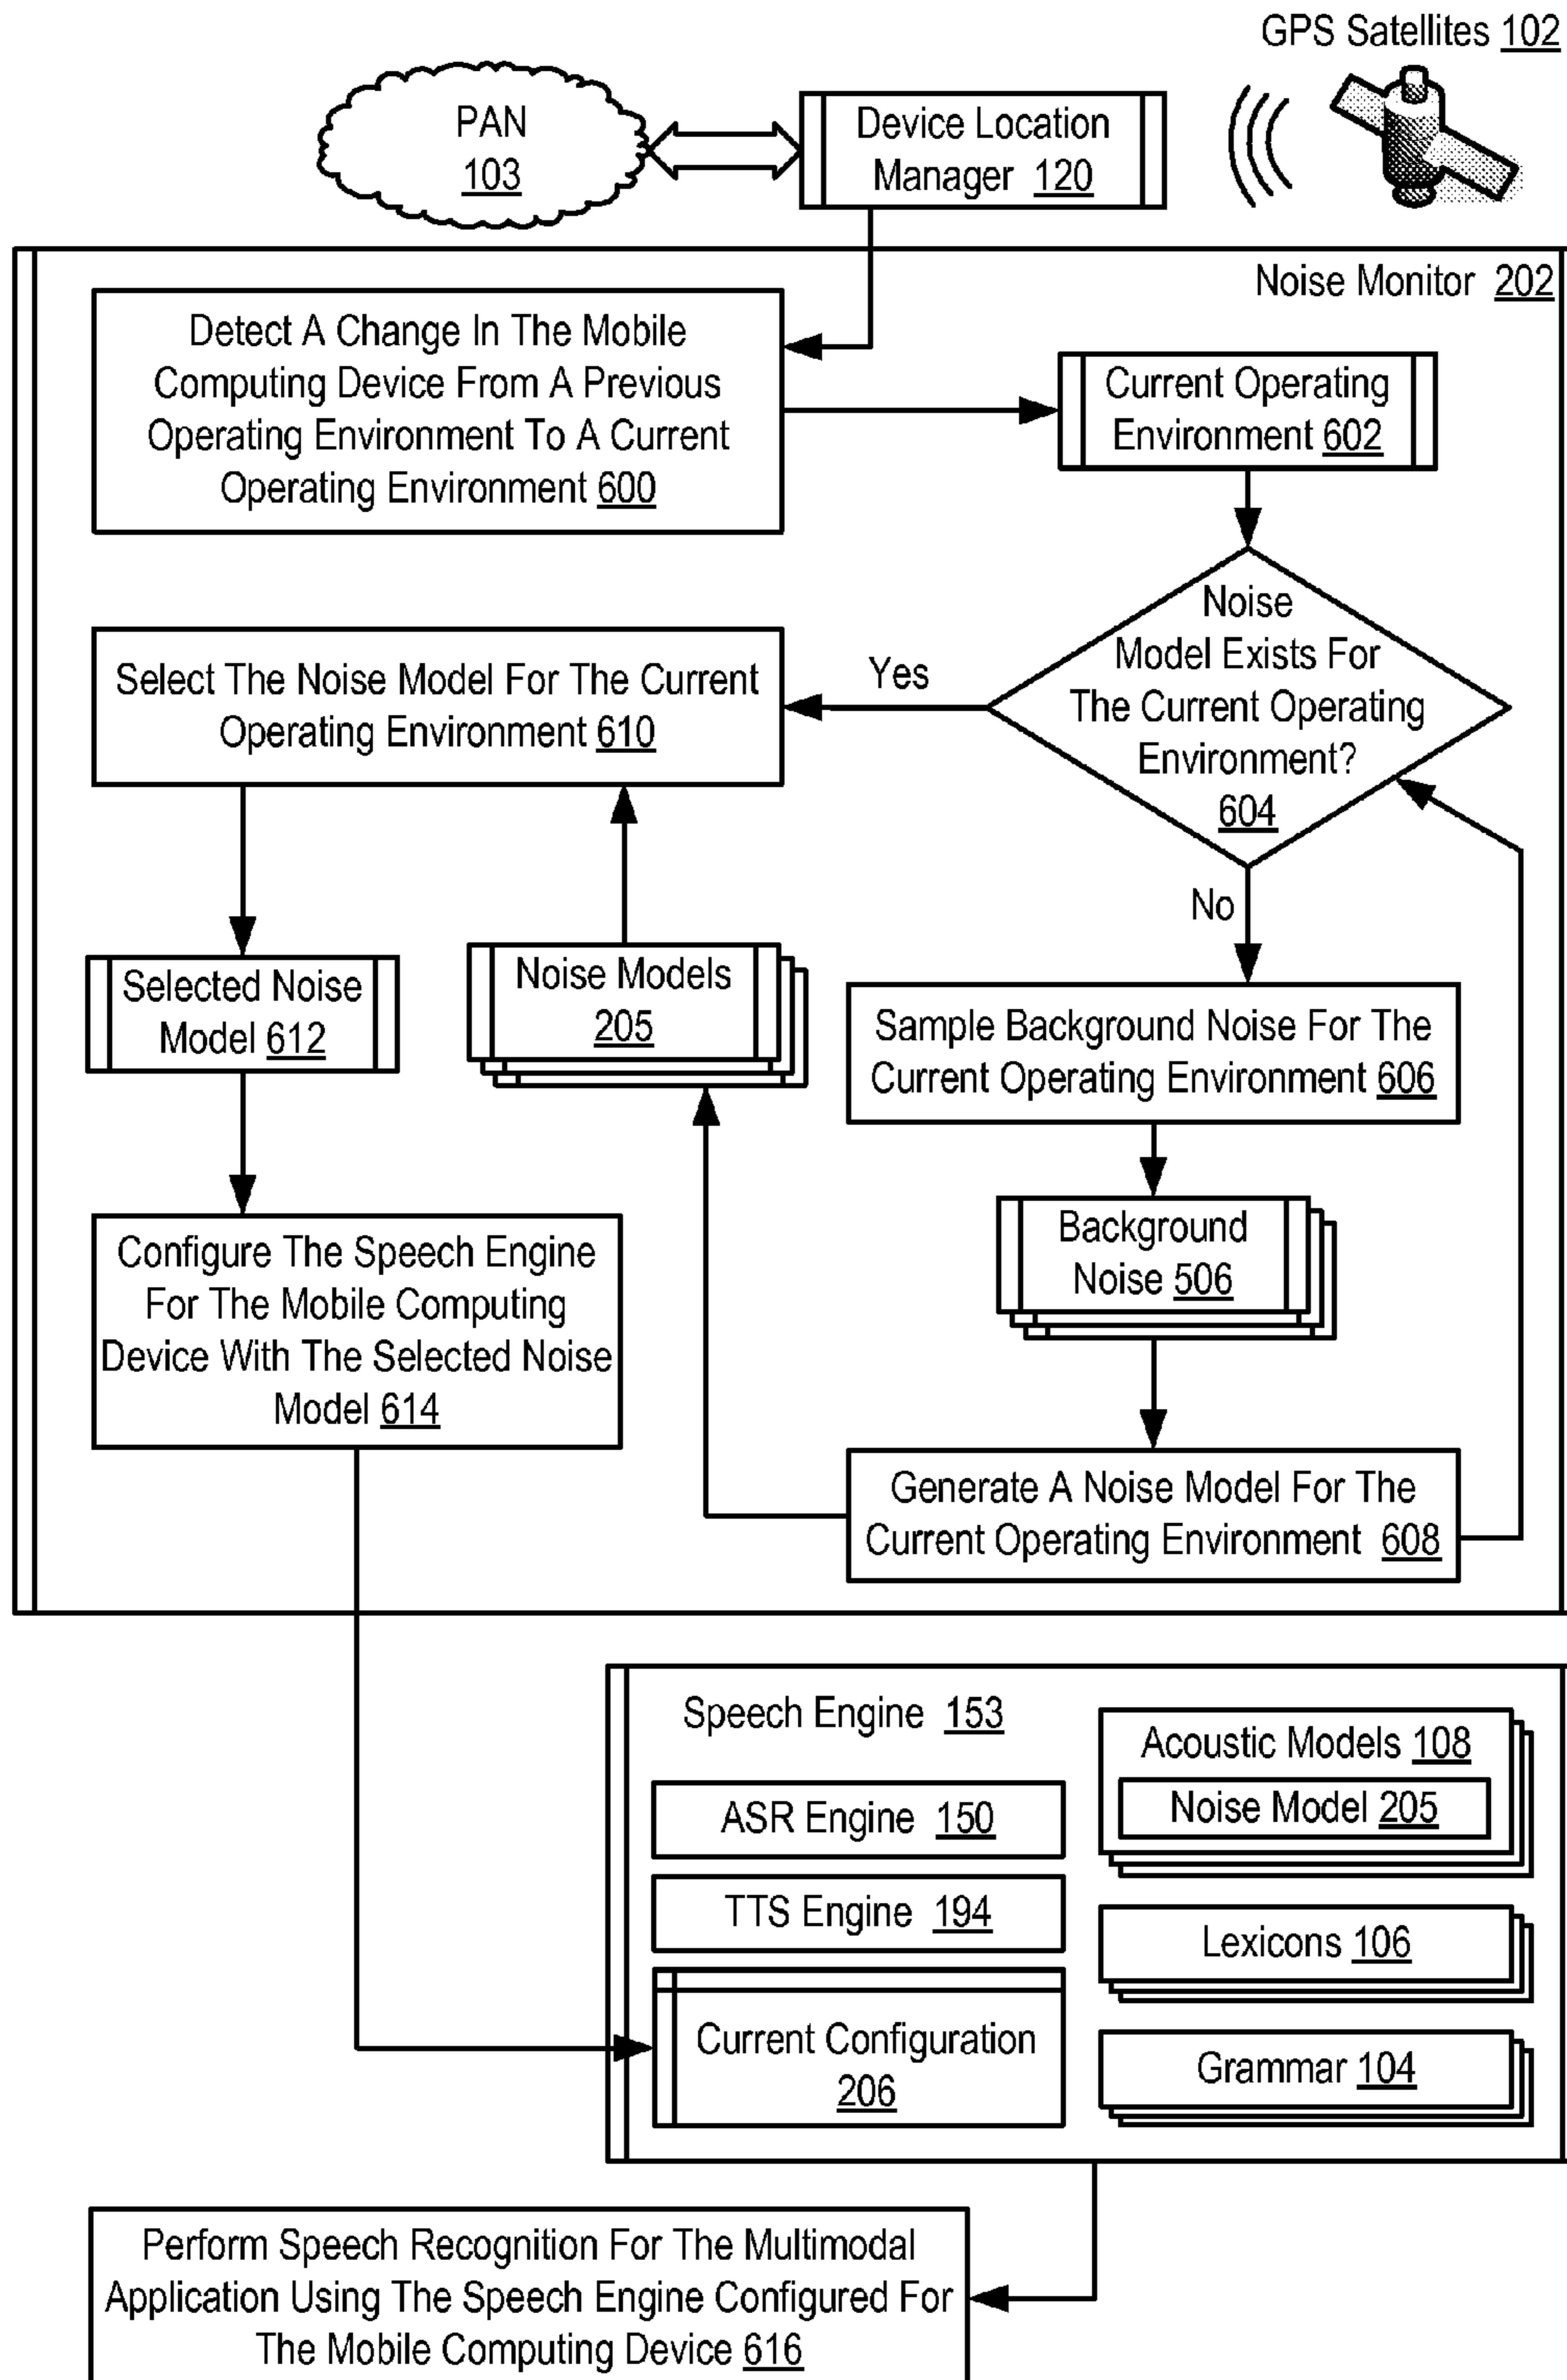 GPS Satellites 102
PAN
103
Device Location
Manager 120
Noise Monitor 202
Detect A Change In The Mobile
Computing Device From A Previous
Operating Environment To A Current
Operating Environment 600
Current Operating
Environment 602
Noise
Model Exists For
The Current Operating
Environment?
604
Yes
No
Select The Noise Model For The Current
Operating Environment 610
Selected Noise
Model 612
Noise Models
205
Sample Background Noise For The
Current Operating Environment 606
Background
Noise 506
Configure The Speech Engine
For The Mobile Computing
Device With The Selected Noise
Model 614
Generate A Noise Model For The
Current Operating Environment 608
Speech Engine 153
ASR Engine 150
TTS Engine 194
Current Configuration
206
Acoustic Models 108
Noise Model 205
Lexicons 106
Grammar 104
Perform Speech Recognition For The Multimodal
Application Using The Speech Engine Configured For
The Mobile Computing Device 616